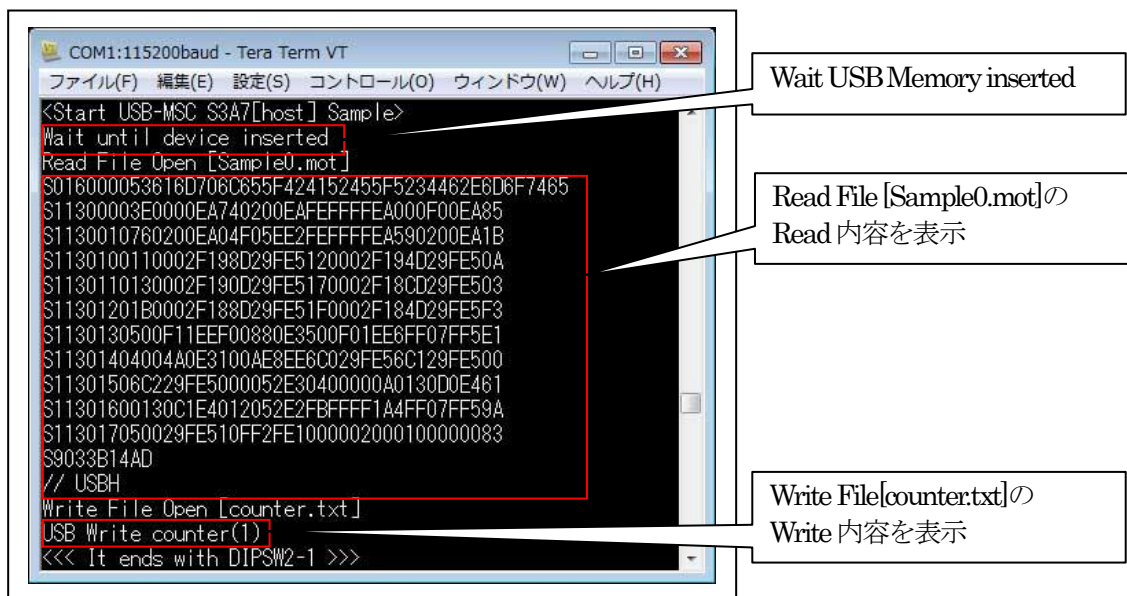 COM1:115200baud - Tera Term VT
ファイル(F) 編集(E) 設定(S) コントロール(O) ウィンドウ(W) ヘルプ(H)
<Start USB-MSC S3A7[host] Sample>
Wait until device inserted
Read File Open [Sample0.mot]
S016000053616D706C655F424152455F5234462E6D6F7465
S11300003E0000EA740200EAFEFFFFEA000F00EA85
S1130010760200EA04F05EE2FEFFFFEA590200EA1B
S11301001 10002F198D29FE5120002F194D29FE50A
S1130110130002F190D29FE5170002F18CD29FE503
S11301201B0002F188D29FE51F0002F184D29FE5F3
S1130130500F11EEF00880E3500F01EE6FF07FF5E1
S11301404004A0E3100AE8EE6C029FE56C129FE500
S11301506C229FE5000052E30400000A0130D0E461
S11301600130C1E4012052E2FBFFFF1A4FF07FF59A
S113017050029FE510FF2FE1000002000100000083
S9033B14AD
// USBH
Write File Open [counter.txt]
USB Write counter(1)
<<< It ends with DIPSW2-1 >>>
Wait USB Memory inserted
Read File [Sample0.mot]の
Read 内容を表示
Write File[counter.txt]の
Write 内容を表示